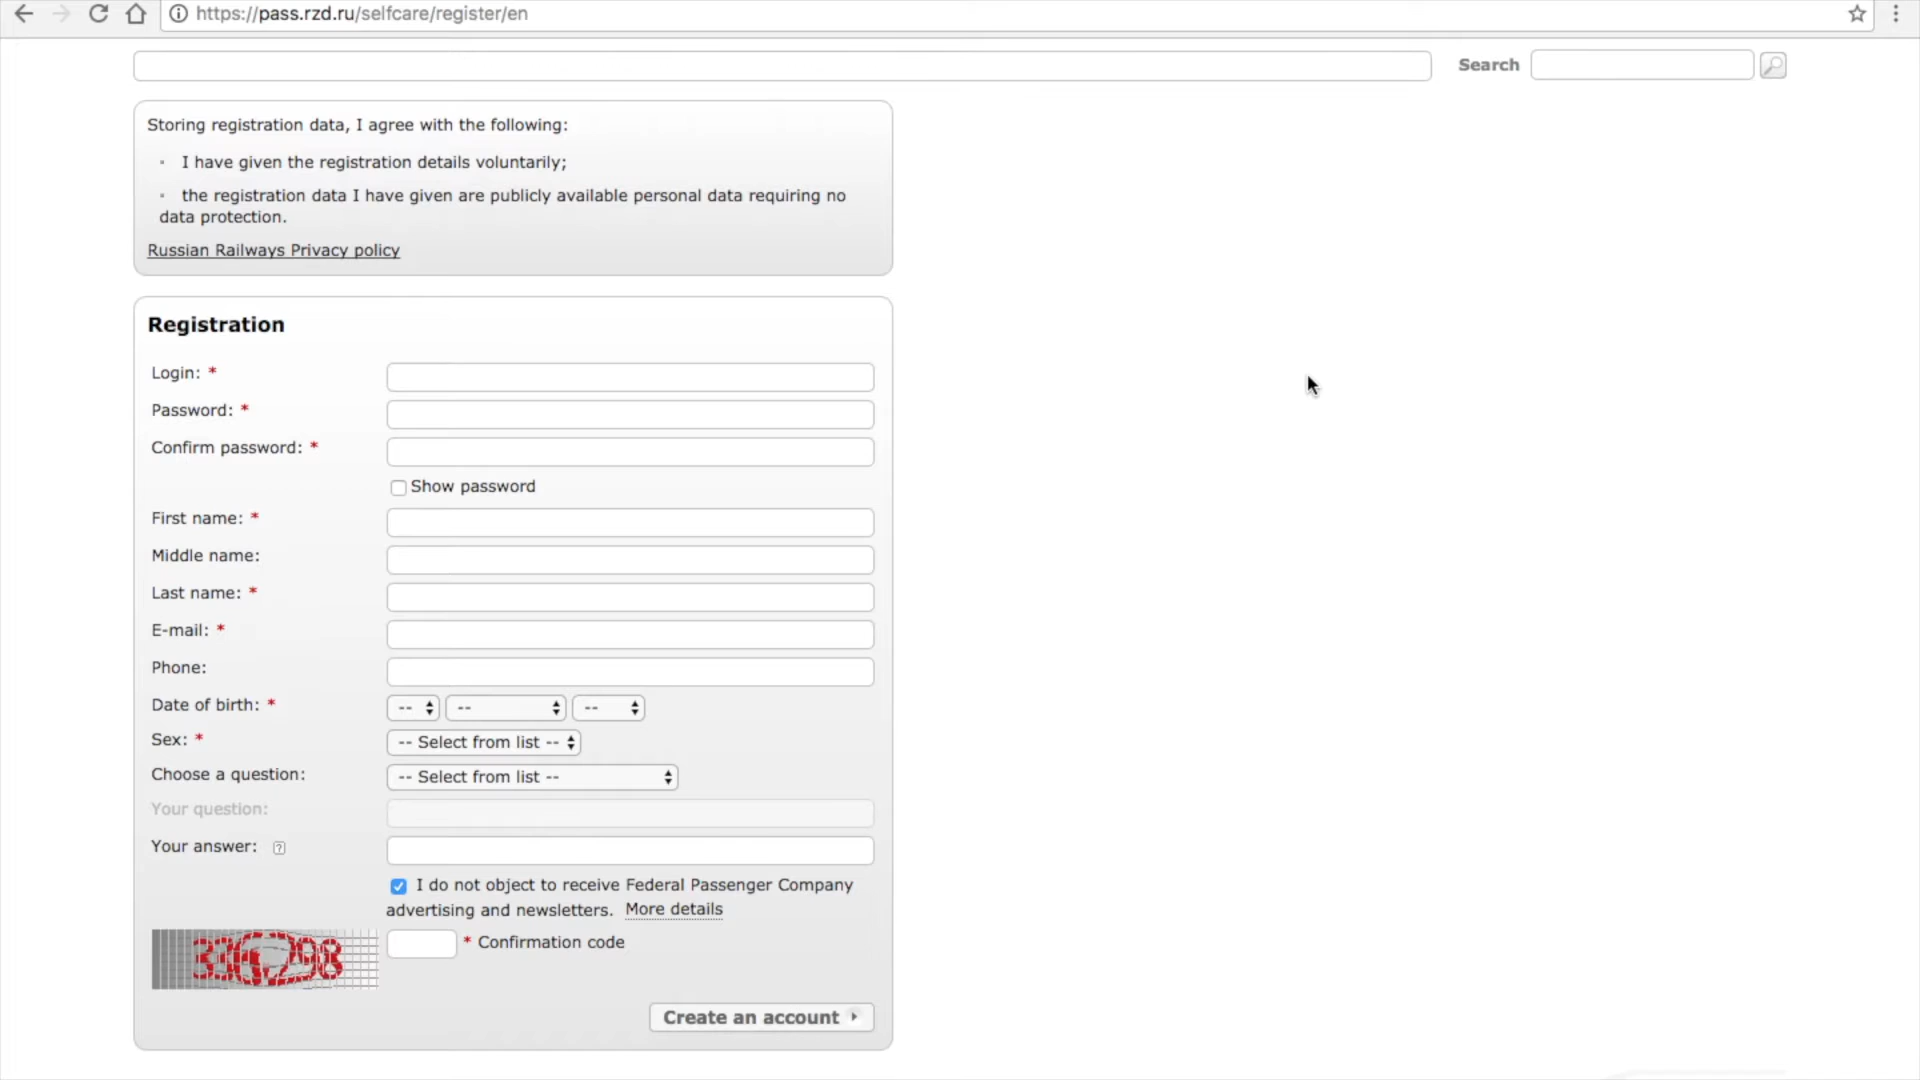 https://pass.rzd.ru/selfcare/register/en
Search
Storing registration data, I agree with the following:
I have given the registration details voluntarily;
the registration data I have given are publicly available personal data requiring no
data protection.
Russian Railways Privacy policy
Registration
Login: *
Password: *
Confirm password: *
Show password
First name: *
Middle name:
Last name: *
E-mail: *
Phone:
Date of birth: * -- -- --
Sex: * -- Select from list --
Choose a question: -- Select from list --
Your question:
Your answer: ?
I do not object to receive Federal Passenger Company
advertising and newsletters. More details
* Confirmation code
Create an account